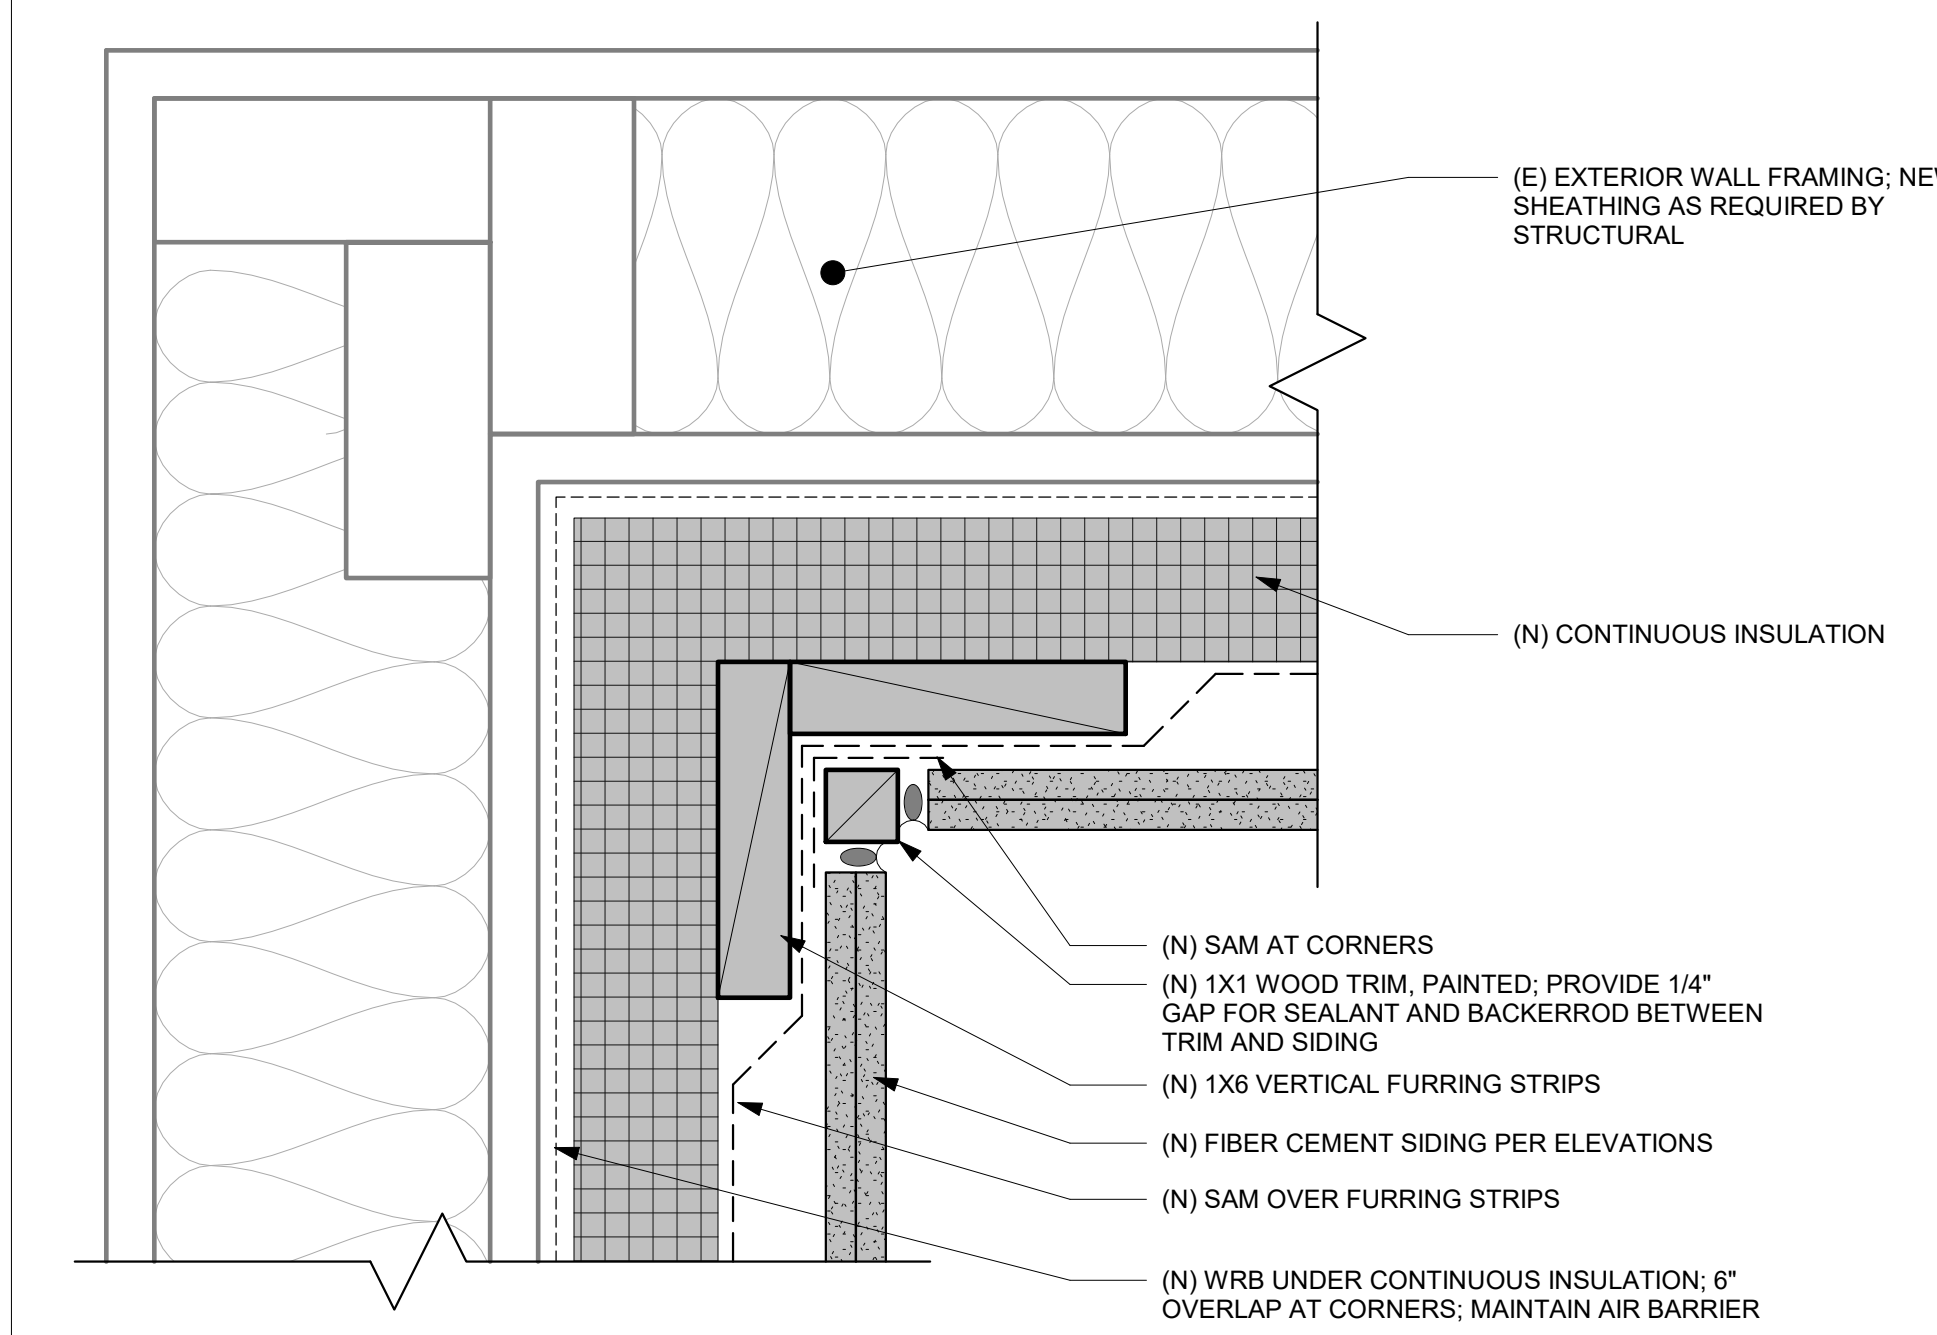 (E) EXTERIOR WALL FRAMING;
SHEATHING AS REQUIRED BY
STRUCTURAL
(N) CONTINUOUS INSULATION
(N) SAM AT CORNERS
(N) 1X1 WOOD TRIM, PAINTED; PROVIDE 1/4"
GAP FOR SEALANT AND BACKERROD BETWEEN
TRIM AND SIDING
(N) 1X6 VERTICAL FURRING STRIPS
(N) FIBER CEMENT SIDING PER ELEVATIONS
(N) SAM OVER FURRING STRIPS
(N) WRB UNDER CONTINUOUS INSULATION; 6"
OVERLAP AT CORNERS; MAINTAIN AIR BARRIER